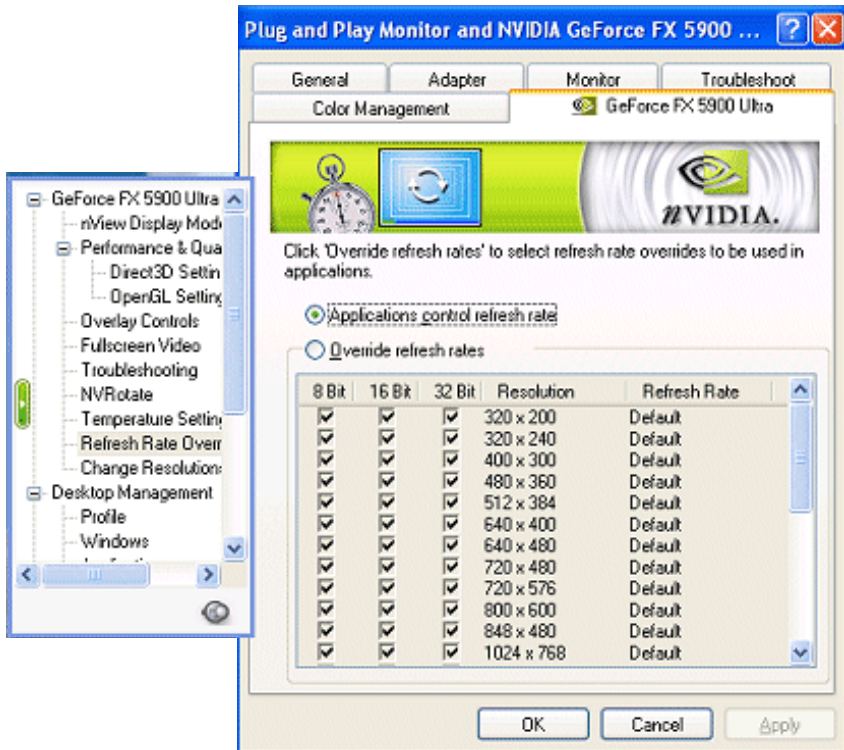 Plug and Play Monitor and NVIDIA GeForce FX 5900 ...
General Adapter Monitor Troubleshoot
Color Management GeForce FX 5900 Ultra
nVIDIA.
Click 'Override refresh rates' to select refresh rate overrides to be used in
applications.
Applications control refresh rate
Override refresh rates
8 Bit 16 Bit 32 Bit Resolution Refresh Rate
320 x 200 Default
320 x 240 Default
400 x 300 Default
480 x 360 Default
512 x 384 Default
640 x 400 Default
640 x 480 Default
720 x 480 Default
720 x 576 Default
800 x 600 Default
848 x 480 Default
1024 x 768 Default
OK Cancel Apply
GeForce FX 5900 Ultra
nView Display Mod
Performance & Qua
Direct3D Settin
OpenGL Setting
Overlay Controls
Fullscreen Video
Troubleshooting
NVRotate
Temperature Setting
Refresh Rate Overr
Change Resolutions
Desktop Management
Profile
Windows